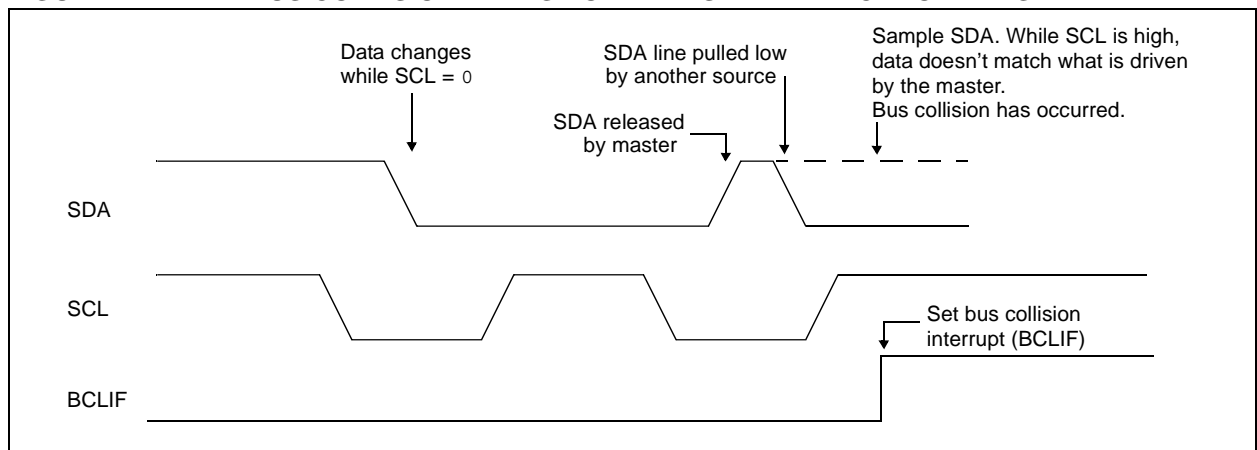 Data changes
while SCL = 0
SDA line pulled low
by another source
Sample SDA. While SCL is high,
data doesn't match what is driven
by the master.
Bus collision has occurred.
SDA released
by master
SDA
SCL
Set bus collision
interrupt (BCLIF)
BCLIF